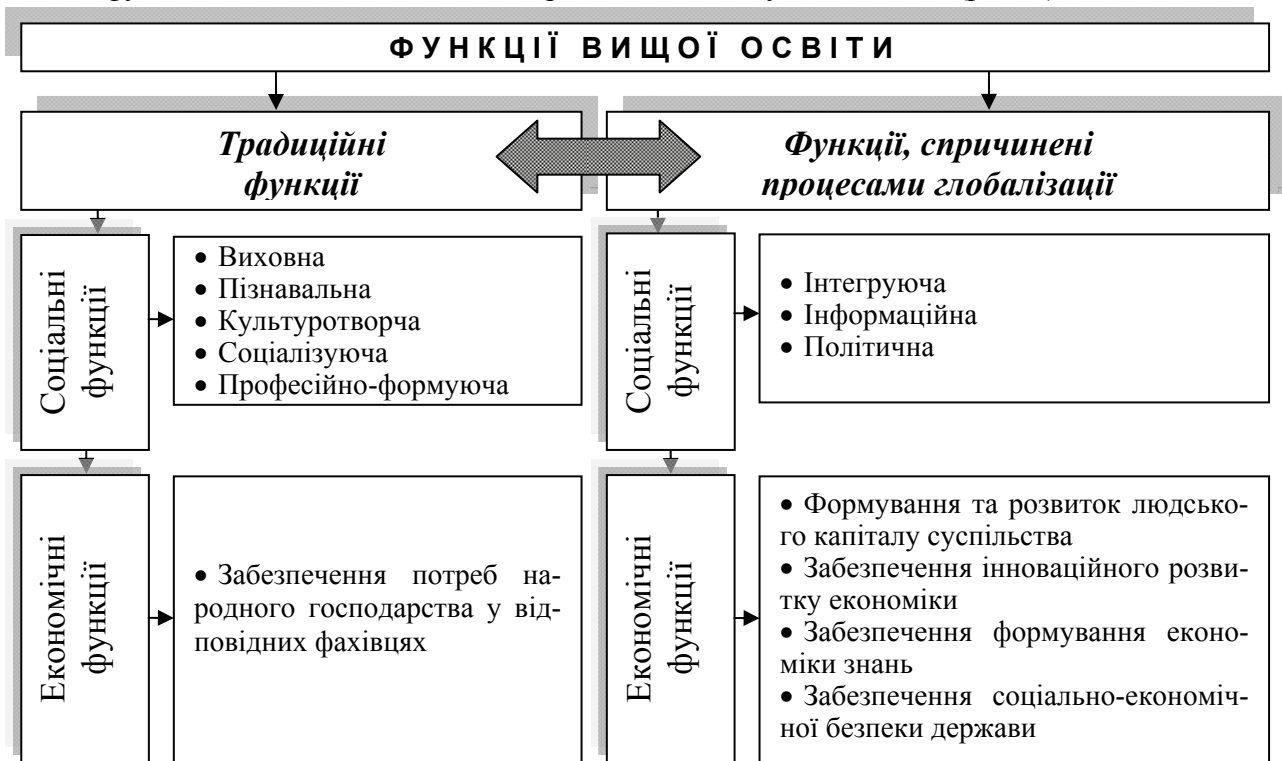 ФУНКЦІЇ ВИЩОЇ ОСВІТИ
Традиційні
функції
Функції, спричинені
процесами глобалізації
Соціальні
функції
• Виховна
• Пізнавальна
• Культуротворча
• Соціалізуюча
• Професійно-формуюча
Соціальні
функції
• Інтегруюча
• Інформаційна
• Політична
Економічні
функції
• Забезпечення потреб на-
родного господарства у від-
повідних фахівцях
Економічні
функції
• Формування та розвиток людсько-
го капіталу суспільства
• Забезпечення інноваційного розви-
тку економіки
• Забезпечення формування еконо-
міки знань
• Забезпечення соціально-економіч-
ної безпеки держави